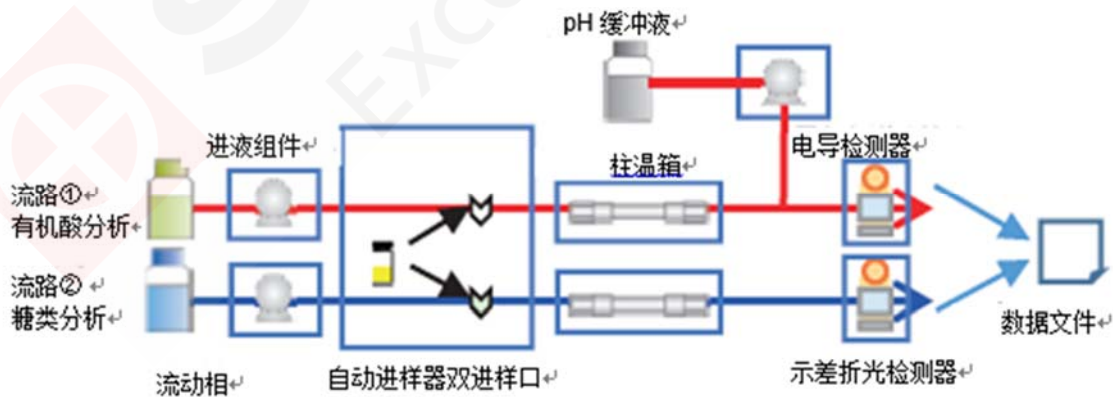 pH 缓冲液
进液组件
电导检测器
柱温箱
流路①
有机酸分析
流路②
糖类分析
数据文件
流动相
自动进样器双进样口
示差折光检测器